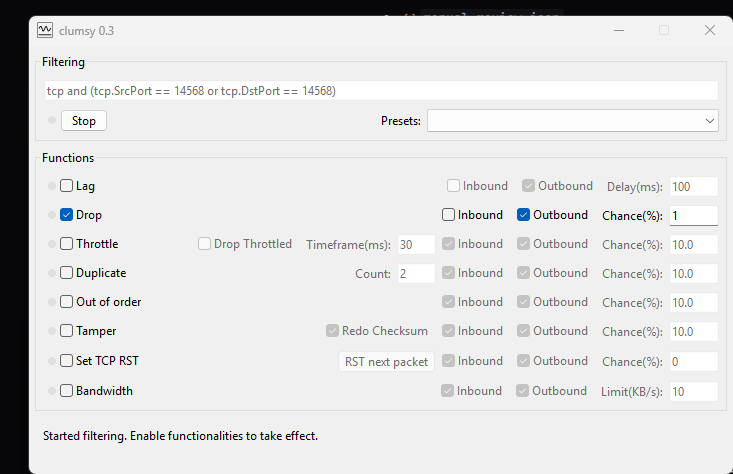 clumsy 0.3
Filtering
tcp and (tcp.SrcPort == 14568 or tcp.DstPort == 14568)
Stop Presets:
Functions
Lag Inbound Outbound Delay(ms): 100
Drop Inbound Outbound Chance(%): 1
Throttle Drop Throttled Timeframe(ms): 30 Inbound Outbound Chance(%): 10.0
Duplicate Count: 2 Inbound Outbound Chance(%): 10.0
Out of order Inbound Outbound Chance(%): 10.0
Tamper Redo Checksum Inbound Outbound Chance(%): 10.0
Set TCP RST RST next packet Inbound Outbound Chance(%): 0
Bandwidth Inbound Outbound Limit(KB/s): 10
Started filtering. Enable functionalities to take effect.